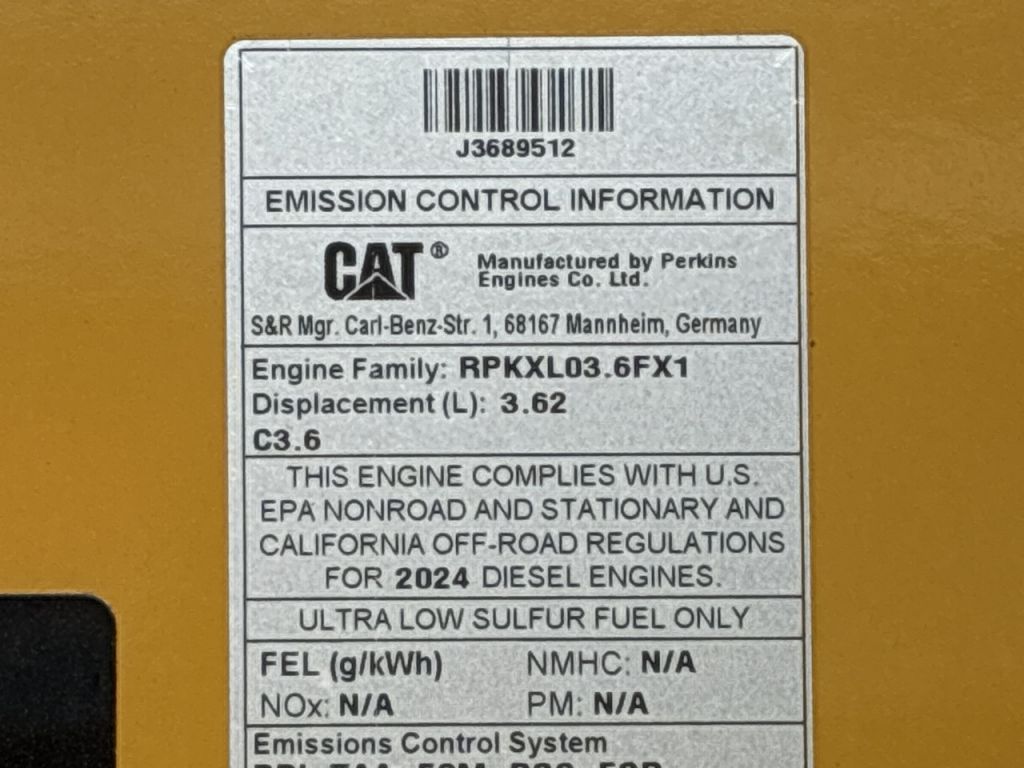 J3689512
EMISSION CONTROL INFORMATION
CAT® Manufactured by Perkins
Engines Co. Ltd.
S&R Mgr. Carl-Benz-Str. 1, 68167 Mannheim, Germany
Engine Family: RPKXL03.6FX1
Displacement (L): 3.62
C3.6
THIS ENGINE COMPLIES WITH U.S.
EPA NONROAD AND STATIONARY AND
CALIFORNIA OFF-ROAD REGULATIONS
FOR 2024 DIESEL ENGINES.
ULTRA LOW SULFUR FUEL ONLY
FEL (g/kWh) NMHC: N/A
NOx: N/A PM: N/A
Emissions Control System